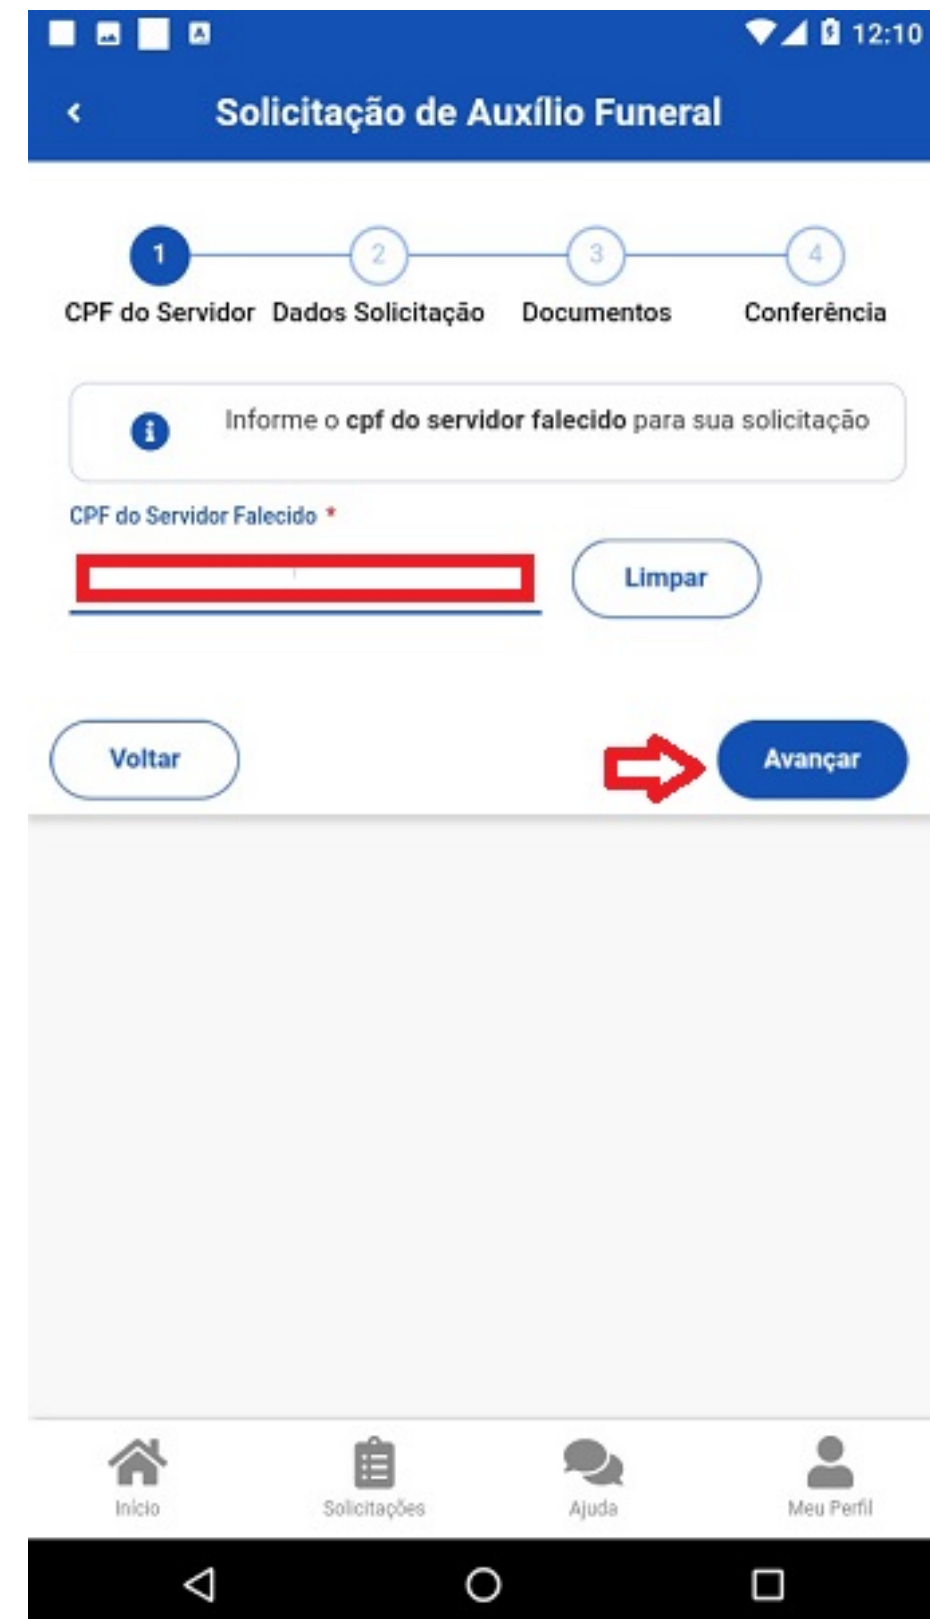 12:10
Solicitação de Auxílio Funeral
1 2 3 4
CPF do Servidor Dados Solicitação Documentos Conferência
Informe o cpf do servidor falecido para sua solicitação
CPF do Servidor Falecido *
Limpar
Voltar Avançar
Início Solicitações Ajuda Meu Perfil